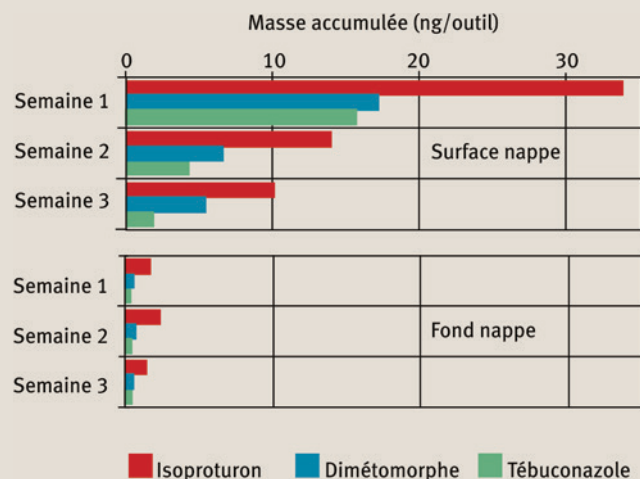 Masse accumulée (ng/outil)
0 10 20 30
Semaine 1
Semaine 2
Surface nappe
Semaine 3
Semaine 1
Semaine 2
Fond nappe
Semaine 3
Isoproturon Dimétomorphe Tébuconazole